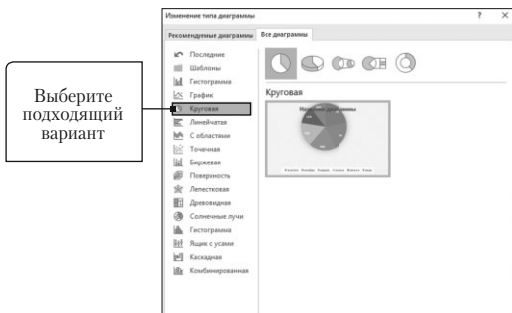 Изменение типа диаграммы
? ×
Рекомендуемые диаграммы Все диаграммы
Последние
Шаблоны
Гистограмма
График
Круговая
Линейчатая
С областями
Точечная
Биржевая
Поверхность
Лепестковая
Древовидная
Солнечные лучи
Гистограмма
Ящик с усами
Каскадная
Комбинированная
Выберите
подходящий
вариант
Круговая
Название диаграммы